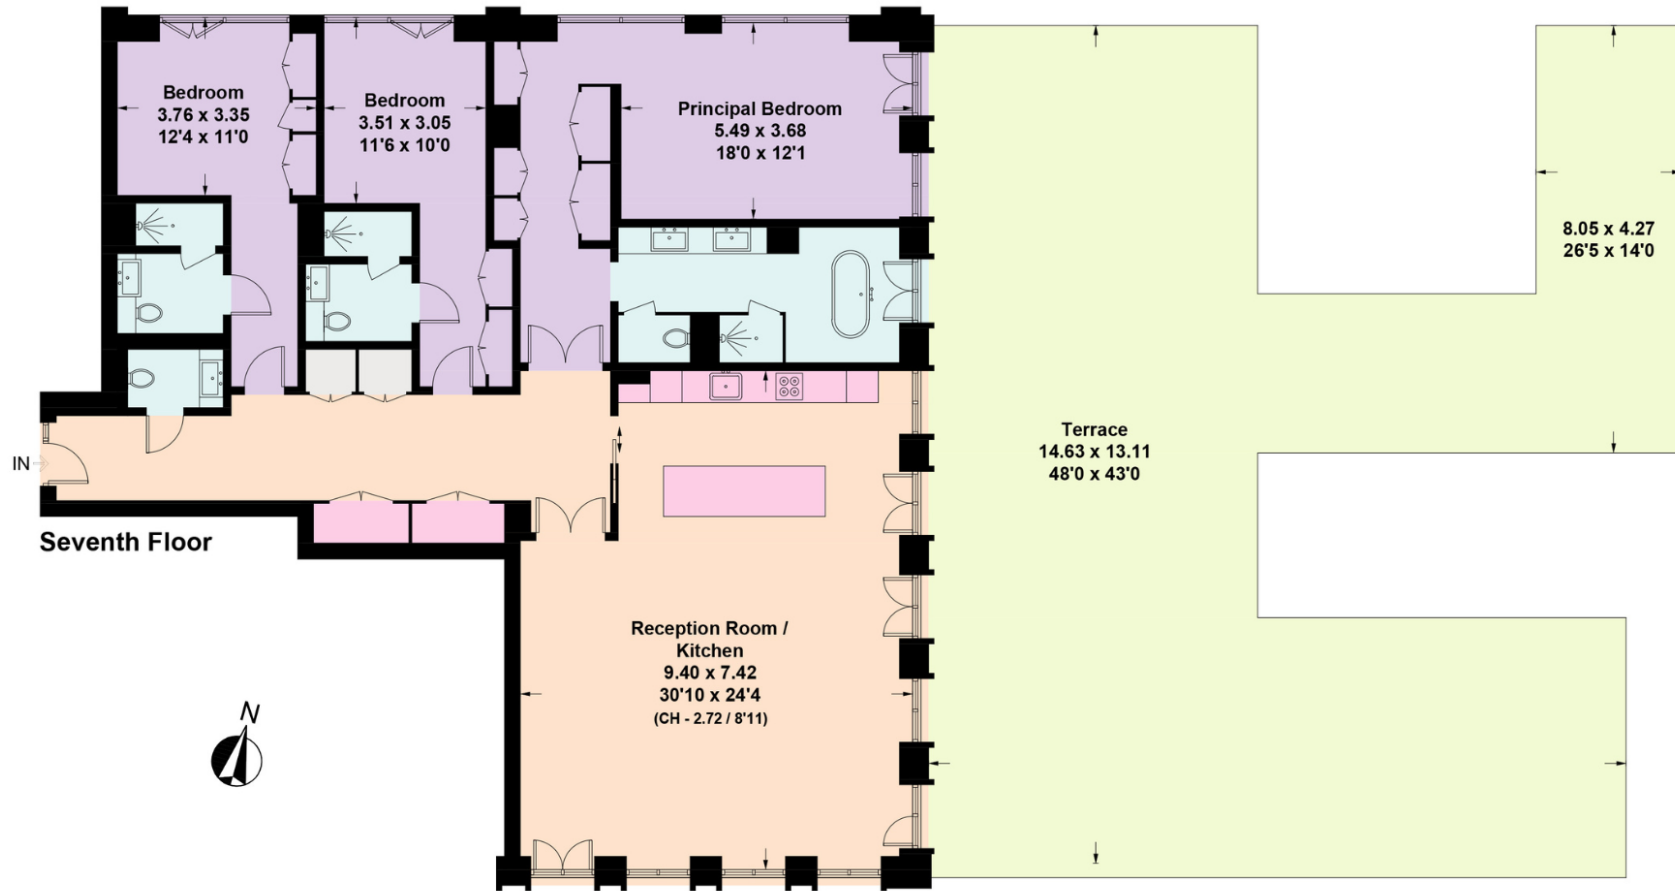 Bedroom
3.76 x 3.35
12'4 x 11'0
Bedroom
3.51 x 3.05
11'6 x 10'0
Principal Bedroom
5.49 x 3.68
18'0 x 12'1
8.05 x 4.27
26'5 x 14'0
Terrace
14.63 x 13.11
48'0 x 43'0
IN
Seventh Floor
Reception Room /
Kitchen
9.40 x 7.42
30'10 x 24'4
(CH - 2.72 / 8'11)
N